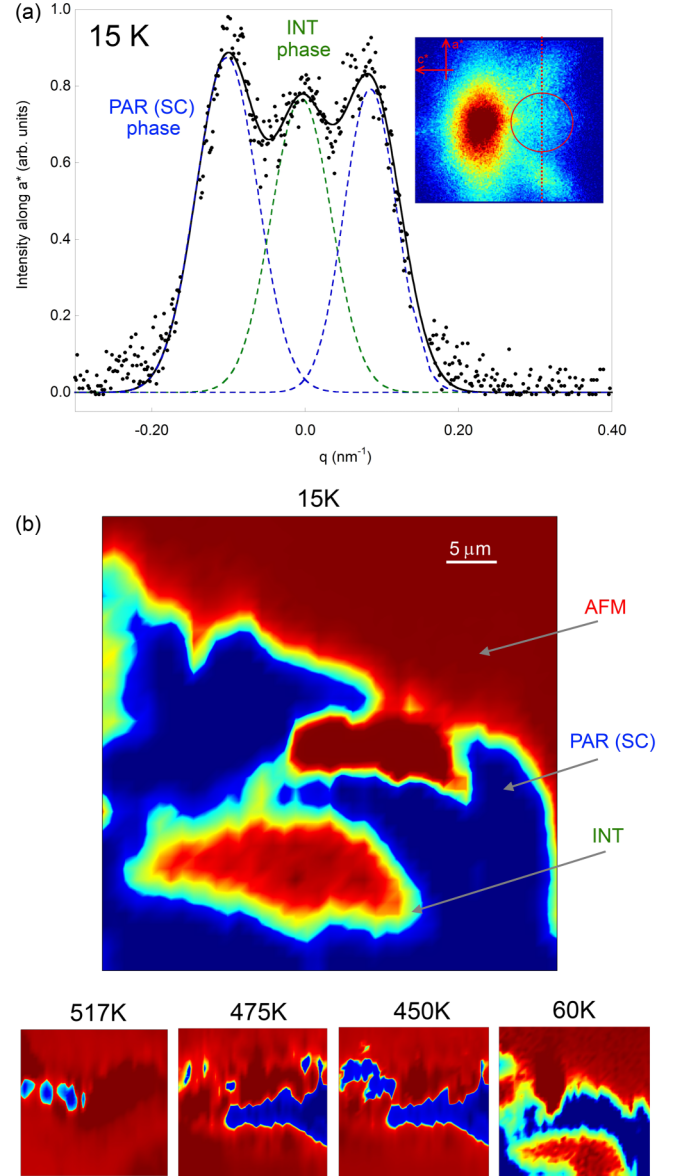 (a)
15 K
INT
phase
PAR (SC)
phase
c*
a*
Intensity along a* (arb. units)
1.0
0.8
0.6
0.4
0.2
0.0
-0.20
0.0
0.20
0.40
q (nm⁻¹)
15K
(b)
5 μm
AFM
PAR (SC)
INT
517K
475K
450K
60K